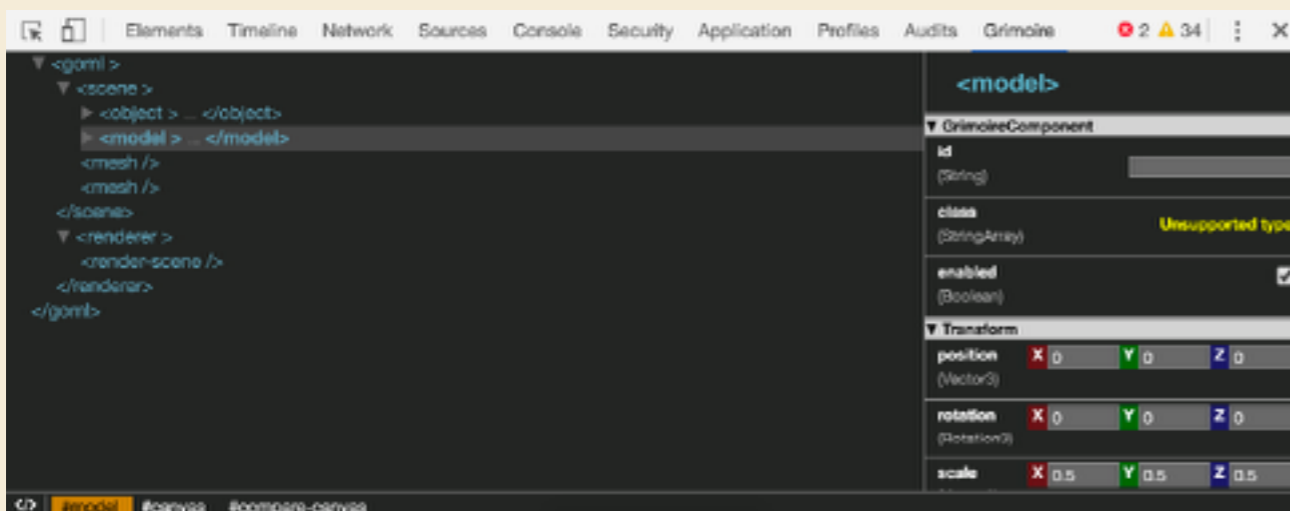 Elements Timeline Network Sources Console Security Application Profiles Audits Grimoire 2 34
<goml >
<scene >
<object > ... </object>
<model > ... </model>
<mesh />
<mesh />
</scene>
<renderer >
<render-scene />
</renderer>
</goml>
<model>
GrimoireComponent
id
(String)
class
Unsupported type
(StringArray)
enabled
(Boolean)
Transform
position X 0 Y 0 Z 0
(Vector3)
rotation X 0 Y 0 Z 0
(Rotation3)
scale X 0.5 Y 0.5 Z 0.5
</> #model #canvas #compare-canvas